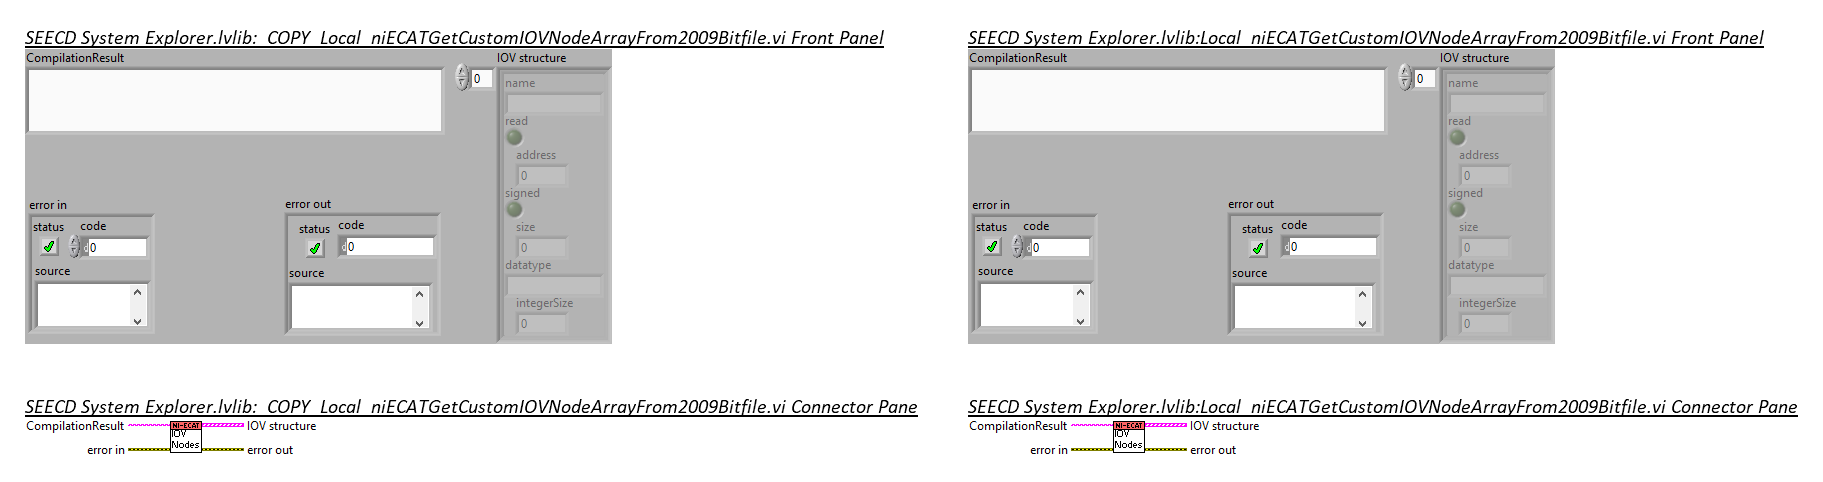 SEECD System Explorer.lvlib:_COPY_Local_niECATGetCustomIOVNodeArrayFrom2009Bitfile.vi Front Panel
CompilationResult
IOV structure
0
name
read
address
0
signed
size
0
datatype
integerSize
0
error in
status
code
d0
source
error out
status
code
d0
source
SEECD System Explorer.lvlib:Local_niECATGetCustomIOVNodeArrayFrom2009Bitfile.vi Front Panel
CompilationResult
IOV structure
0
name
read
address
0
signed
size
0
datatype
integerSize
0
error in
status
code
d0
source
error out
status
code
d0
source
SEECD System Explorer.lvlib:_COPY_Local_niECATGetCustomIOVNodeArrayFrom2009Bitfile.vi Connector Pane
CompilationResult
NI-ECAT
IOV
Nodes
IOV structure
error in
error out
SEECD System Explorer.lvlib:Local_niECATGetCustomIOVNodeArrayFrom2009Bitfile.vi Connector Pane
CompilationResult
NI-ECAT
IOV
Nodes
IOV structure
error in
error out